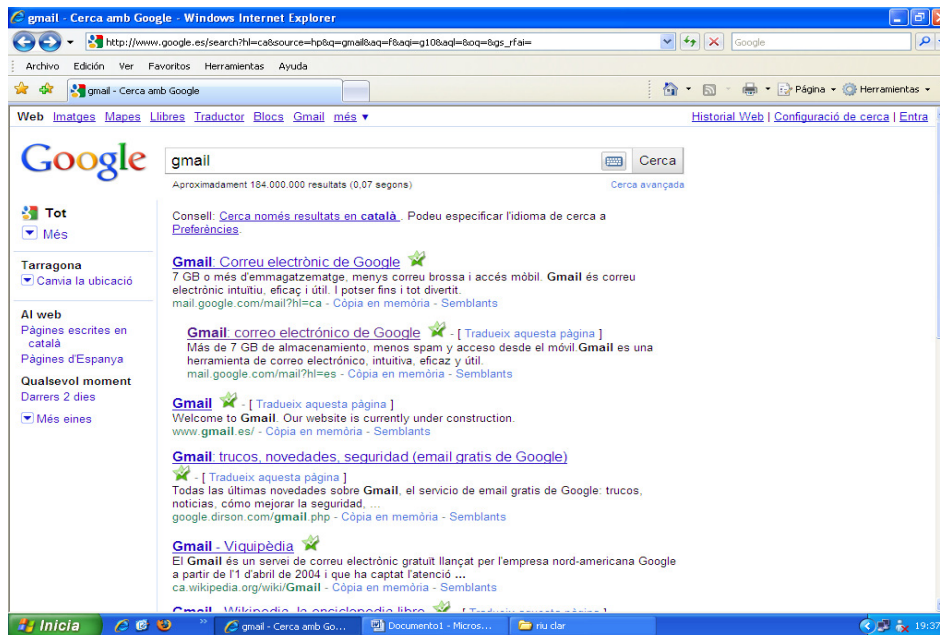 gmail - Cerca amb Google - Windows Internet Explorer
http://www.google.es/search?hl=ca&source=hp&q=gmail&aq=f&aqi=g10&aql=&oq=&gs_rfai=
Google
Archivo Edición Ver Favoritos Herramientas Ayuda
gmail - Cerca amb Google
Página Herramientas
Web Imatges Mapes Llibres Traductor Blocs Gmail més ▼
Historial Web | Configuració de cerca | Entra
Google
gmail
Cerca
Aproximadament 184.000.000 resultats (0,07 segons)
Cerca avançada
Tot
Més
Tarragona
Canvia la ubicació
Al web
Pàgines escrites en
català
Pàgines d'Espanya
Qualsevol moment
Darrers 2 dies
Més eines
Consell: Cerca només resultats en català . Podeu especificar l'idioma de cerca a
Preferències.
Gmail: Correu electrònic de Google
7 GB o més d'emmagatzematge, menys correu brossa i accés mòbil. Gmail és correu
electrònic intuïtiu, eficaç i útil. I potser fins i tot divertit.
mail.google.com/mail?hl=ca - Còpia en memòria - Semblants
Gmail: correo electrónico de Google - [ Tradueix aquesta pàgina ]
Más de 7 GB de almacenamiento, menos spam y acceso desde el móvil.Gmail es una
herramienta de correo electrónico, intuitiva, eficaz y útil.
mail.google.com/mail?hl=es - Còpia en memòria - Semblants
Gmail - [ Tradueix aquesta pàgina ]
Welcome to Gmail. Our website is currently under construction.
www.gmail.es/ - Còpia en memòria - Semblants
Gmail: trucos, novedades, seguridad (email gratis de Google)
- [ Tradueix aquesta pàgina ]
Todas las últimas novedades sobre Gmail, el servicio de email gratis de Google: trucos,
noticias, cómo mejorar la seguridad, ...
google.dirson.com/gmail.php - Còpia en memòria - Semblants
Gmail - Viquipèdia
El Gmail és un servei de correu electrònic gratuït llançat per l'empresa nord-americana Google
a partir de l'1 d'abril de 2004 i que ha captat l'atenció ...
ca.wikipedia.org/wiki/Gmail - Còpia en memòria - Semblants
Gmail - Wikipedia, la enciclopedia libre - [ Tradueix aquesta pàgina ]
Inicia
gmail - Cerca amb Go...
Documento1 - Micros...
riu clar
19:37